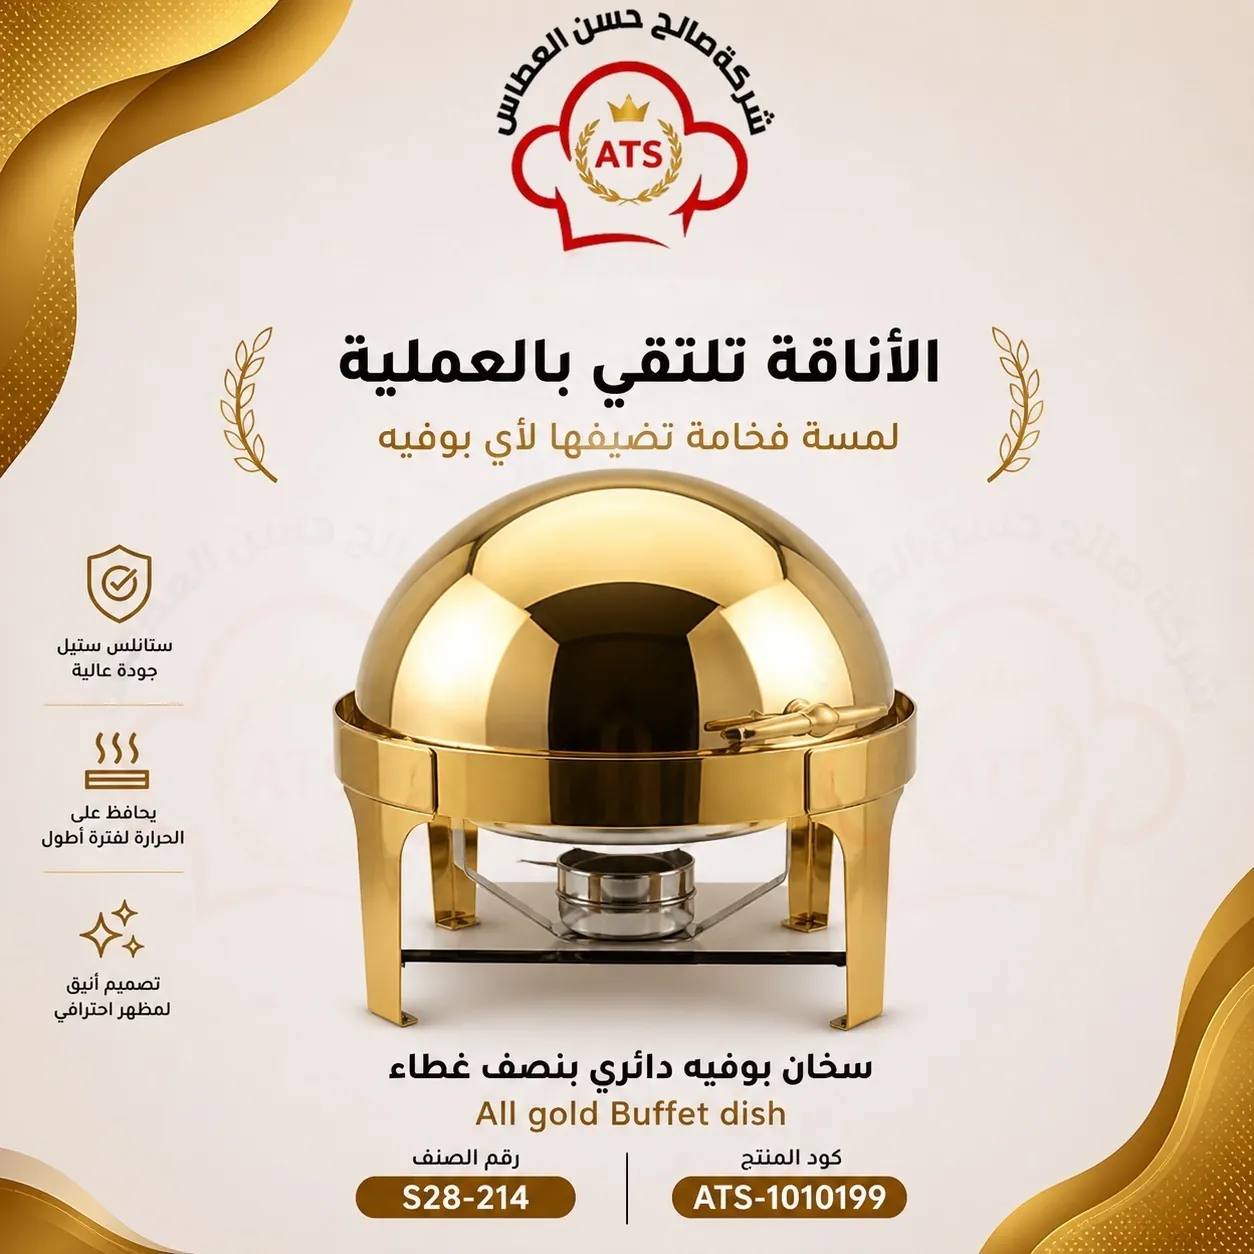 شركة صالح حسن العطاس
ATS
الأناقة تلتقي بالعملية
لمسة فخامة تضيفها لأي بوفيه
ستانلس ستيل
جودة عالية
يحافظ على
الحرارة لفترة أطول
تصميم أنيق
لمظهر احترافي
سخان بوفيه دائري بنصف غطاء
All gold Buffet dish
كود المنتج
ATS-1010199
رقم الصنف
S28-214